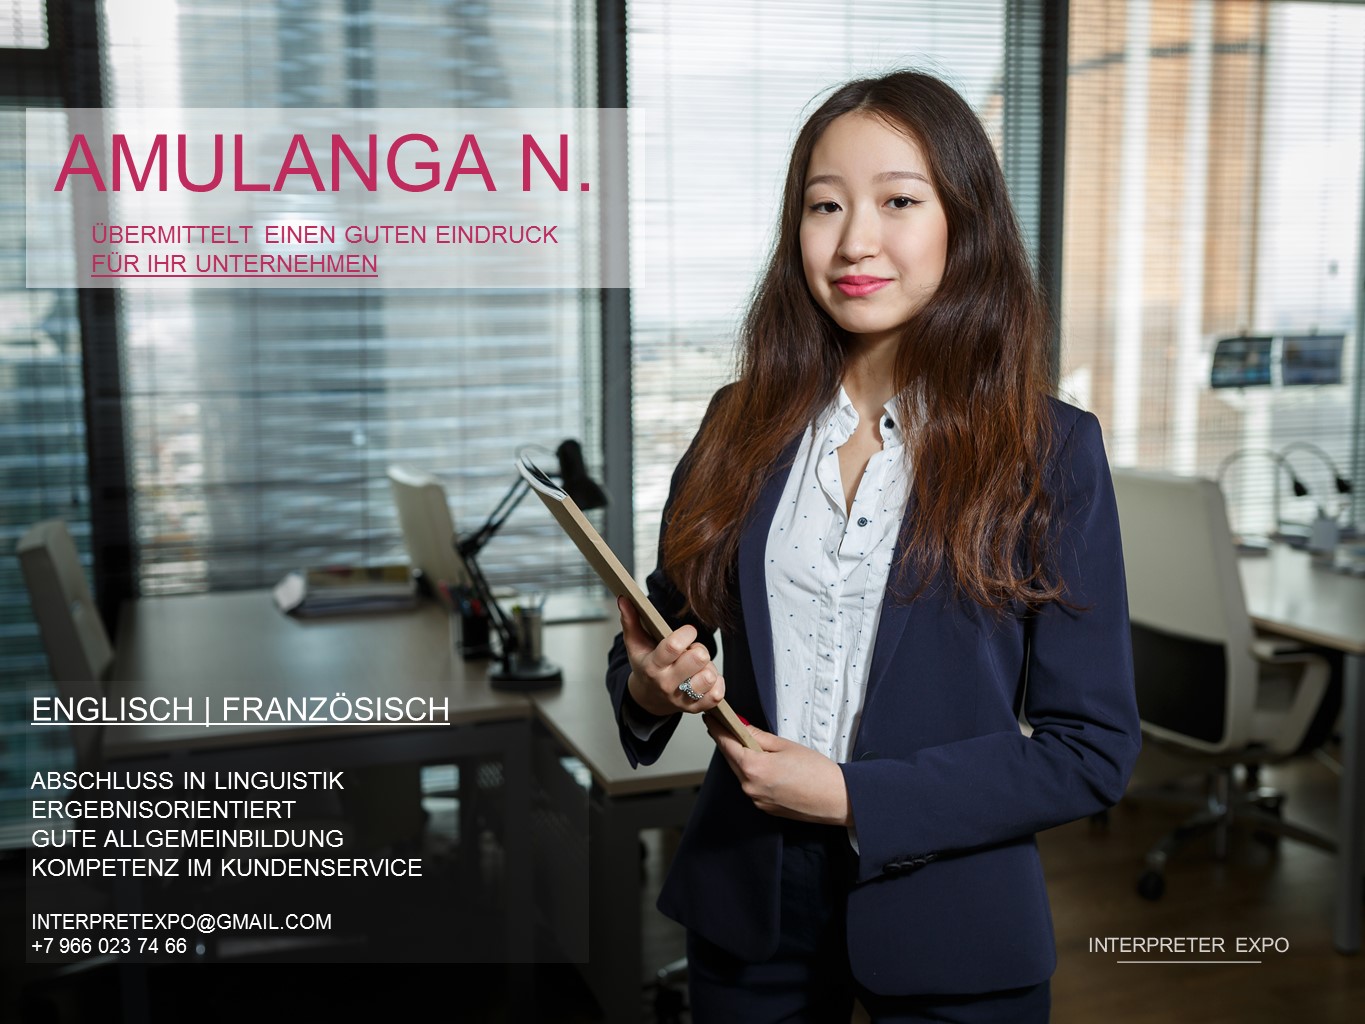 AMULANGA N.
ÜBERMITTELT EINEN GUTEN EINDRUCK
FÜR IHR UNTERNEHMEN
ENGLISCH | FRANZÖSISCH
ABSCHLUSS IN LINGUISTIK
ERGEBNISORIENTIERT
GUTE ALLGEMEINBILDUNG
KOMPETENZ IM KUNDENSERVICE
INTERPRETEXPO@GMAIL.COM
+7 966 023 74 66
INTERPRETER EXPO